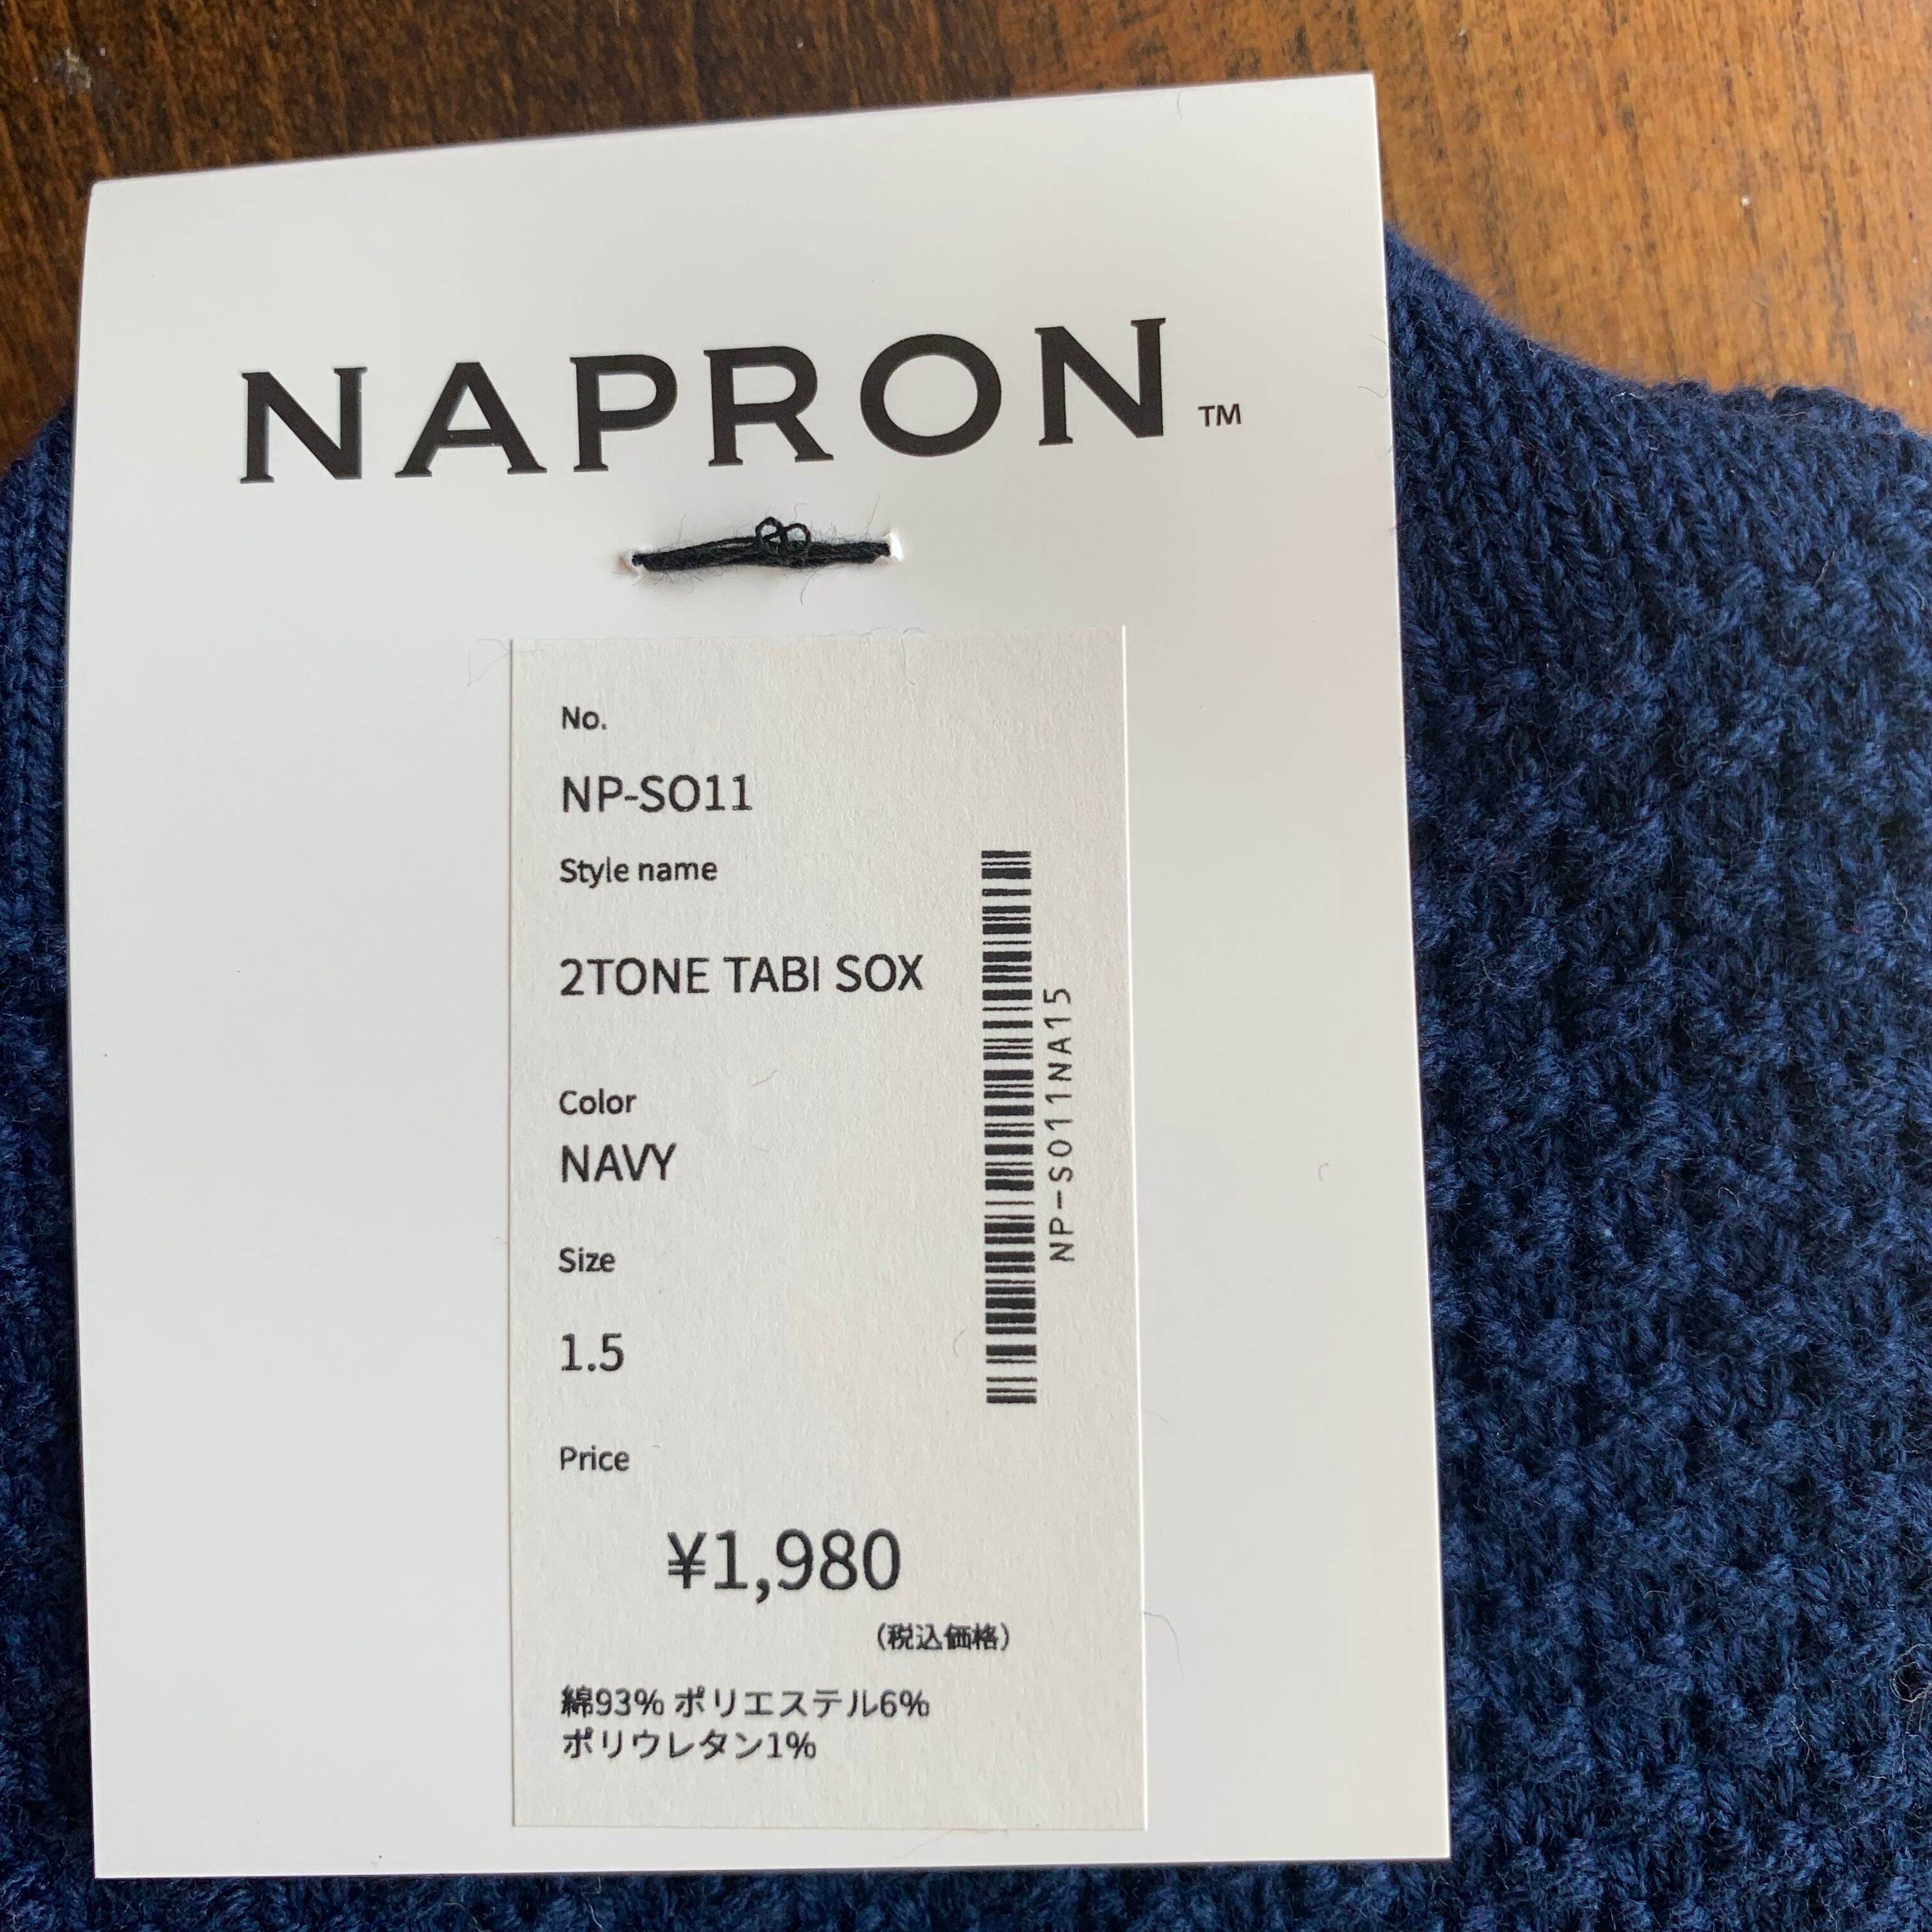 NAPRON™
No.
NP-SO11
Style name
2TONE TABI SOX
Color
NAVY
Size
1.5
Price
¥1,980
(税込価格)
綿93% ポリエステル6%
ポリウレタン1%
NP-SO11NA15